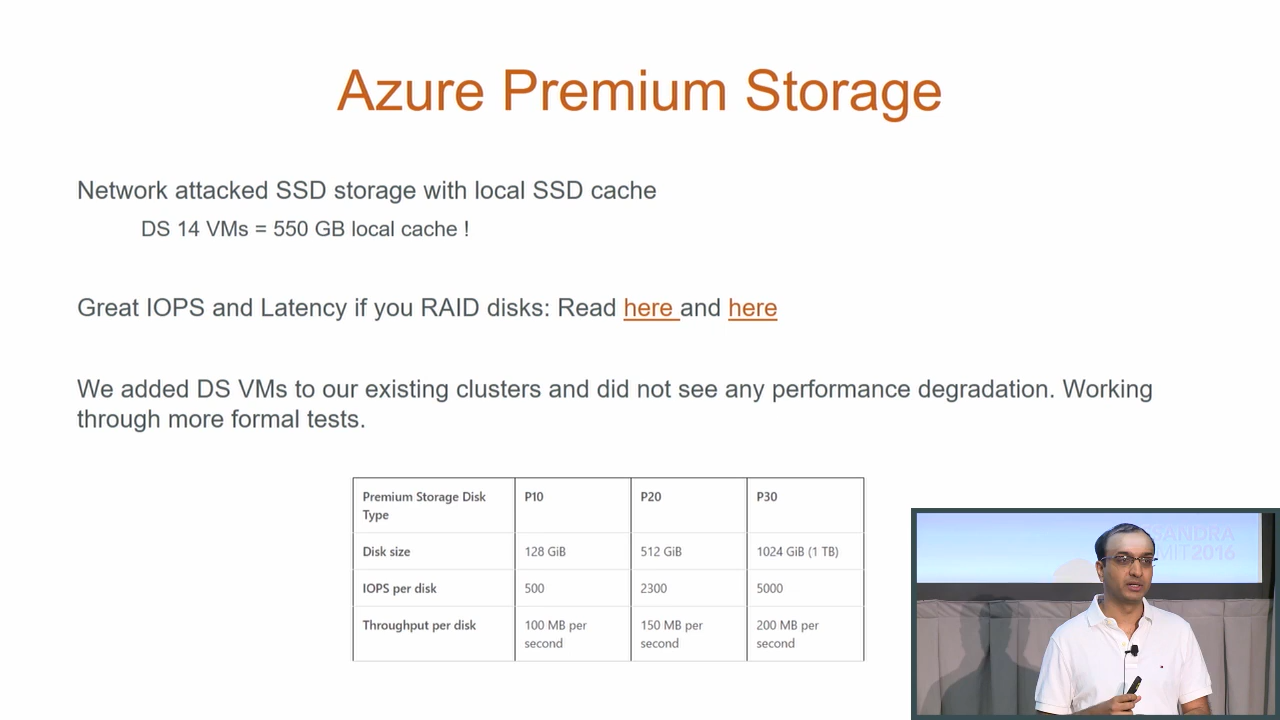 Azure Premium Storage
Network attacked SSD storage with local SSD cache
DS 14 VMs = 550 GB local cache !
Great IOPS and Latency if you RAID disks: Read here and here
We added DS VMs to our existing clusters and did not see any performance degradation. Working
through more formal tests.
Premium Storage Disk Type P10 P20 P30
Disk size 128 GiB 512 GiB 1024 GiB (1 TB)
IOPS per disk 500 2300 5000
Throughput per disk 100 MB per second 150 MB per second 200 MB per second
SANDRA
MIT2016